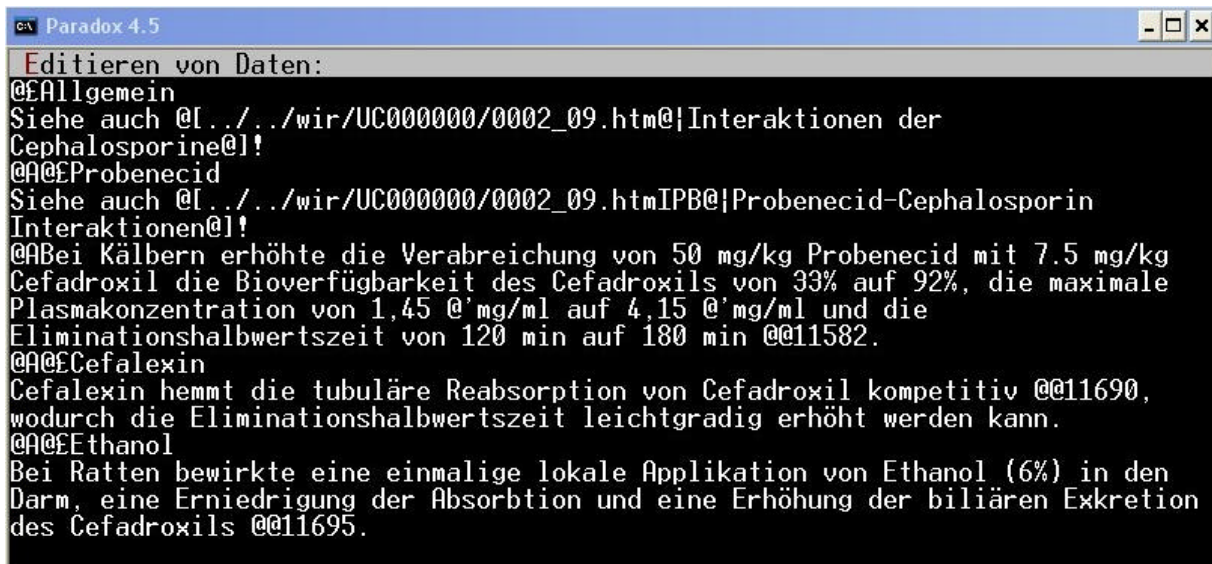 Paradox 4.5
Editieren von Daten:
@£Allgemein
Siehe auch @[../../wir/UC000000/0002_09.htm@|Interaktionen der
Cephalosporine@]!
@A@£Probenecid
Siehe auch @[../../wir/UC000000/0002_09.htmIPB@|Probenecid-Cephalosporin
Interaktionen@]!
@ABei Kälbern erhöhte die Verabreichung von 50 mg/kg Probenecid mit 7.5 mg/kg
Cefadroxil die Bioverfügbarkeit des Cefadroxils von 33% auf 92%, die maximale
Plasmakonzentration von 1,45 @'mg/ml auf 4,15 @'mg/ml und die
Eliminationshalbwertszeit von 120 min auf 180 min @@11582.
@A@£Cefalexin
Cefalexin hemmt die tubuläre Reabsorption von Cefadroxil kompetitiv @@11690,
wodurch die Eliminationshalbwertszeit leichtgradig erhöht werden kann.
@A@£Ethanol
Bei Ratten bewirkte eine einmalige lokale Applikation von Ethanol (6%) in den
Darm, eine Erniedrigung der Absorbtion und eine Erhöhung der biliären Exkretion
des Cefadroxils @@11695.